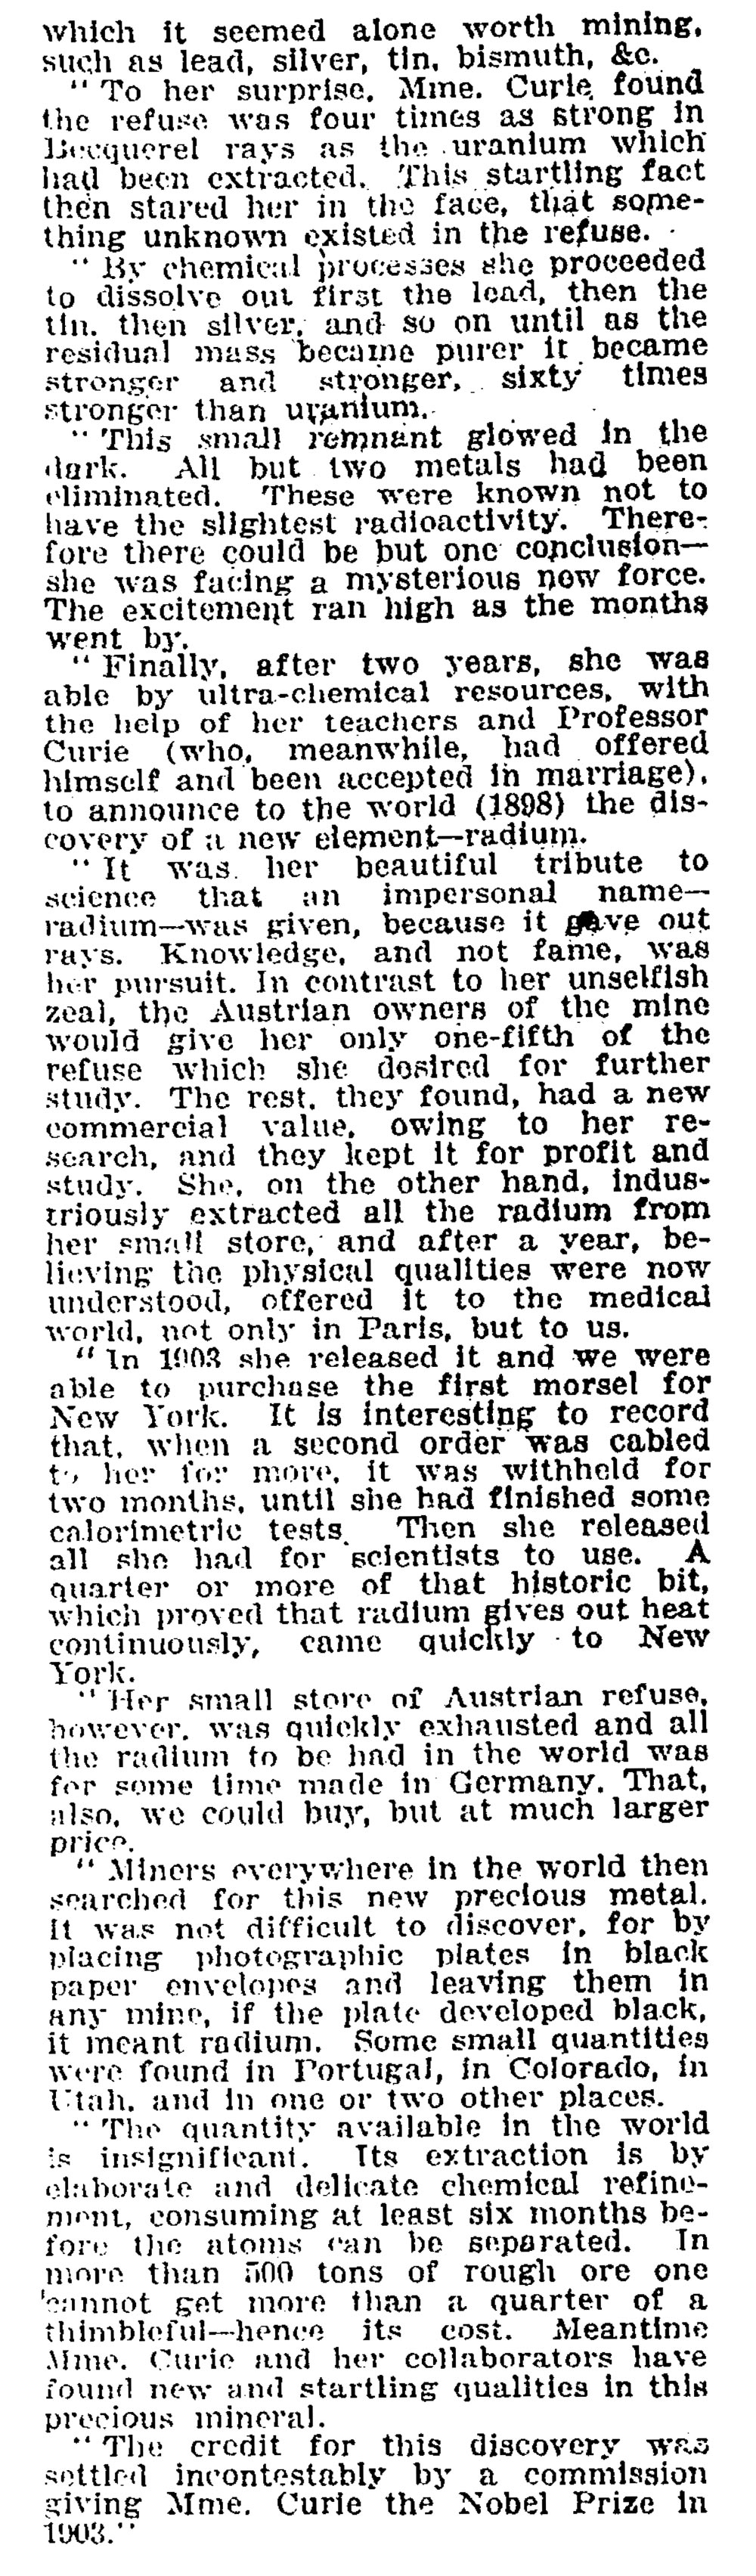 which it seemed alone worth mining,
such as lead, silver, tin, bismuth, &c.
"To her surprise, Mme. Curie found
the refuse was four times as strong in
Becquerel rays as the uranium which
had been extracted. This startling fact
then stared her in the face, that some-
thing unknown existed in the refuse.
"By chemical processes she proceeded
to dissolve out first the lead, then the
tin, then silver, and so on until as the
residual mass became purer it became
stronger and stronger, sixty times
stronger than uranium.
"This small remnant glowed in the
dark. All but two metals had been
eliminated. These were known not to
have the slightest radioactivity. There-
fore there could be but one conclusion—
she was facing a mysterious new force.
The excitement ran high as the months
went by.
"Finally, after two years, she was
able by ultra-chemical resources, with
the help of her teachers and Professor
Curie (who, meanwhile, had offered
himself and been accepted in marriage),
to announce to the world (1898) the dis-
covery of a new element—radium.
"It was her beautiful tribute to
science that an impersonal name—
radium—was given, because it gave out
rays. Knowledge, and not fame, was
her pursuit. In contrast to her unselfish
zeal, the Austrian owners of the mine
would give her only one-fifth of the
refuse which she desired for further
study. The rest, they found, had a new
commercial value, owing to her re-
search, and they kept it for profit and
study. She, on the other hand, indus-
triously extracted all the radium from
her small store, and after a year, be-
lieving the physical qualities were now
understood, offered it to the medical
world, not only in Paris, but to us.
"In 1903 she released it and we were
able to purchase the first morsel for
New York. It is interesting to record
that, when a second order was cabled
to her for more, it was withheld for
two months, until she had finished some
calorimetric tests. Then she released
all she had for scientists to use. A
quarter or more of that historic bit,
which proved that radium gives out heat
continuously, came quickly to New
York.
"Her small store of Austrian refuse,
however, was quickly exhausted and all
the radium to be had in the world was
for some time made in Germany. That,
also, we could buy, but at much larger
price.
"Miners everywhere in the world then
searched for this new precious metal.
It was not difficult to discover, for by
placing photographic plates in black
paper envelopes and leaving them in
any mine, if the plate developed black,
it meant radium. Some small quantities
were found in Portugal, in Colorado, in
Utah, and in one or two other places.
"The quantity available in the world
is insignificant. Its extraction is by
elaborate and delicate chemical refine-
ment, consuming at least six months be-
fore the atoms can be separated. In
more than 500 tons of rough ore one
cannot get more than a quarter of a
thimbleful—hence its cost. Meantime
Mme. Curie and her collaborators have
found new and startling qualities in this
precious mineral.
"The credit for this discovery was
settled incontestably by a commission
giving Mme. Curie the Nobel Prize in
1903."